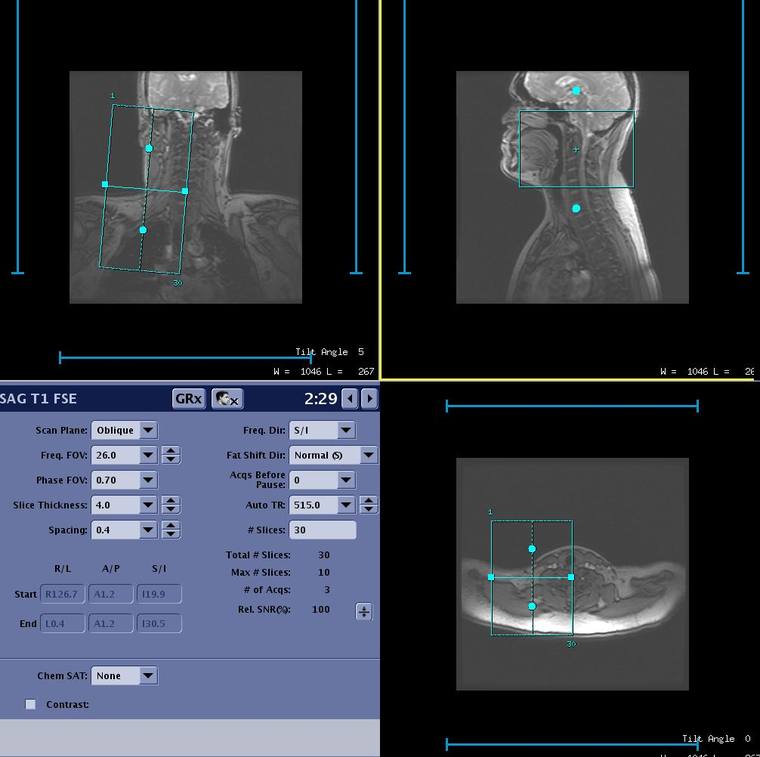 1
30
Tilt Angle 5
W = 1046 L = 267
W = 1046 L = 26
SAG T1 FSE GRx 2:29
Scan Plane: Oblique Freq. Dir: S/I
Freq. FOV: 26.0 Fat Shift Dir: Normal (S)
Phase FOV: 0.70 Acqs Before Pause: 0
Slice Thickness: 4.0 Auto TR: 515.0
Spacing: 0.4 # Slices: 30
Total # Slices: 30
R/L A/P S/I Max # Slices: 10
# of Acqs: 3
Start R126.7 A1.2 I19.9
Rel. SNR(%): 100
End L0.4 A1.2 I30.5
Chem SAT: None
Contrast:
1
30
Tilt Angle 0
W = 1046 L =